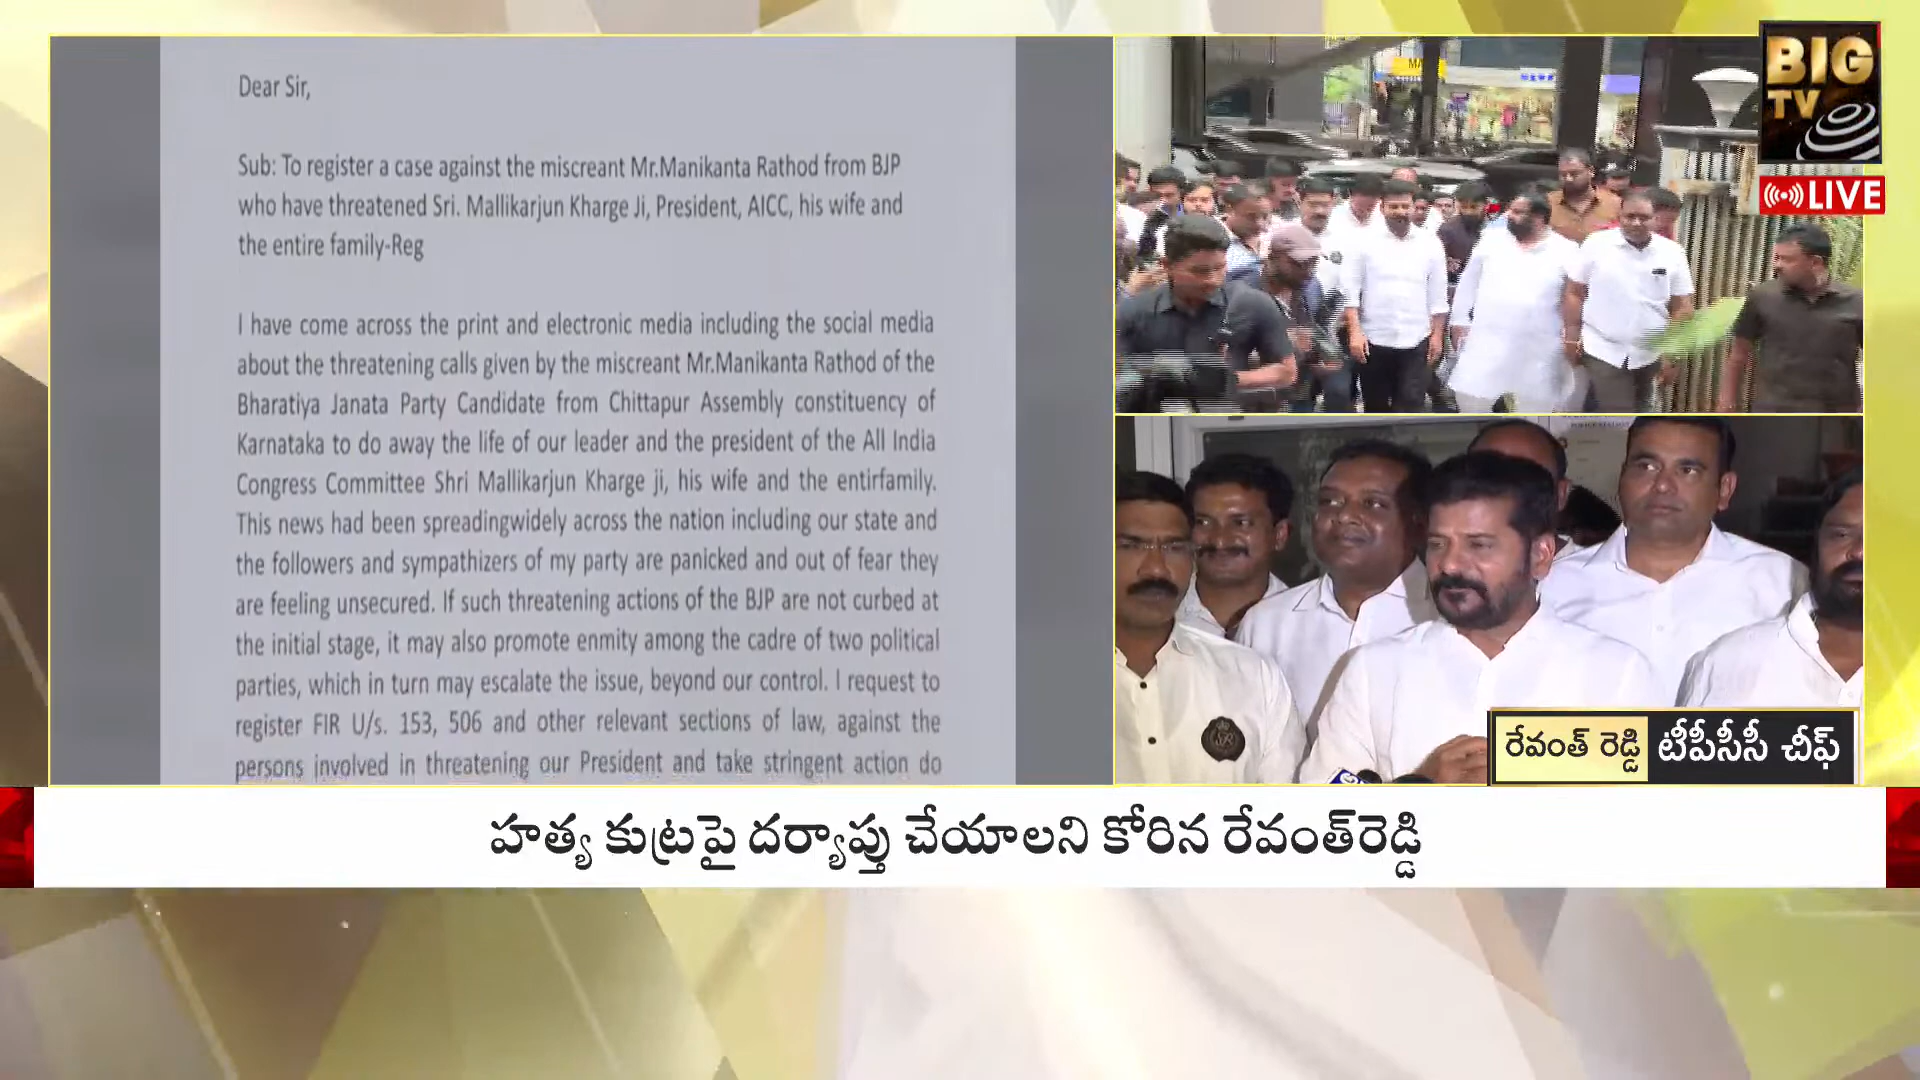 Dear Sir,
Sub: To register a case against the miscreant Mr.Manikanta Rathod from BJP
who have threatened Sri. Mallikarjun Kharge Ji, President, AICC, his wife and
the entire family-Reg
I have come across the print and electronic media including the social media
about the threatening calls given by the miscreant Mr.Manikanta Rathod of the
Bharatiya Janata Party Candidate from Chittapur Assembly constituency of
Karnataka to do away the life of our leader and the president of the All India
Congress Committee Shri Mallikarjun Kharge ji, his wife and the entirfamily.
This news had been spreadingwidely across the nation including our state and
the followers and sympathizers of my party are panicked and out of fear they
are feeling unsecured. If such threatening actions of the BJP are not curbed at
the initial stage, it may also promote enmity among the cadre of two political
parties, which in turn may escalate the issue, beyond our control. I request to
register FIR U/s. 153, 506 and other relevant sections of law, against the
persons involved in threatening our President and take stringent action do
BIG
TV
LIVE
రేవంత్ రెడ్డి టీపీసీసీ చీఫ్
హత్య కుట్రపై దర్యాప్తు చేయాలని కోరిన రేవంత్‌రెడ్డి